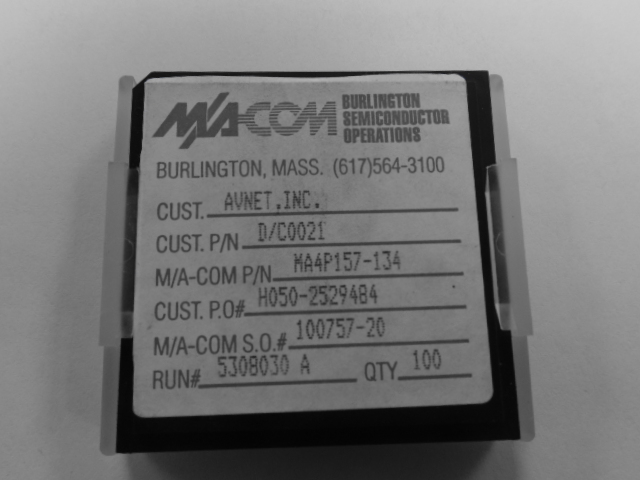 M/A-COM BURLINGTON
SEMICONDUCTOR
OPERATIONS
BURLINGTON, MASS. (617)564-3100
CUST. AVNET.INC.
CUST. P/N D/C0021
M/A-COM P/N MA4P157-134
CUST. P.O# H050-2529484
M/A-COM S.O.# 100757-20
RUN# 5308030 A QTY 100